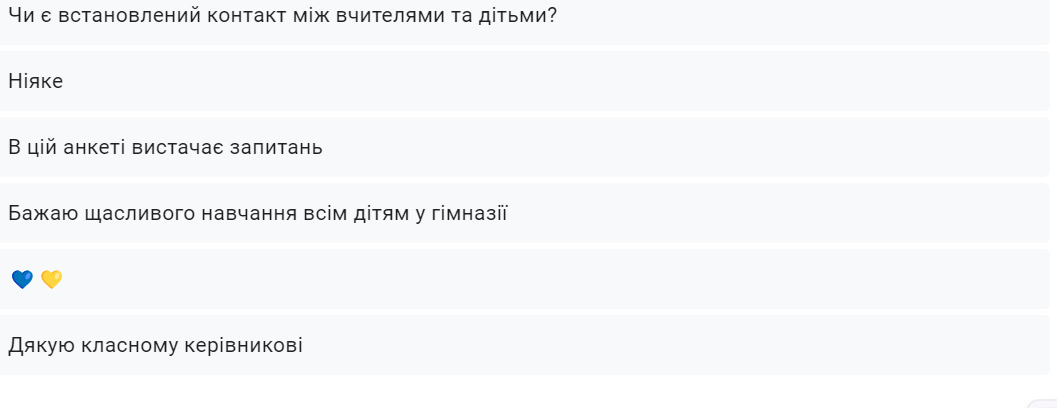 Чи є встановлений контакт між вчителями та дітьми?
Ніяке
В цій анкеті вистачає запитань
Бажаю щасливого навчання всім дітям у гімназії
💙 💛
Дякую класному керівникові